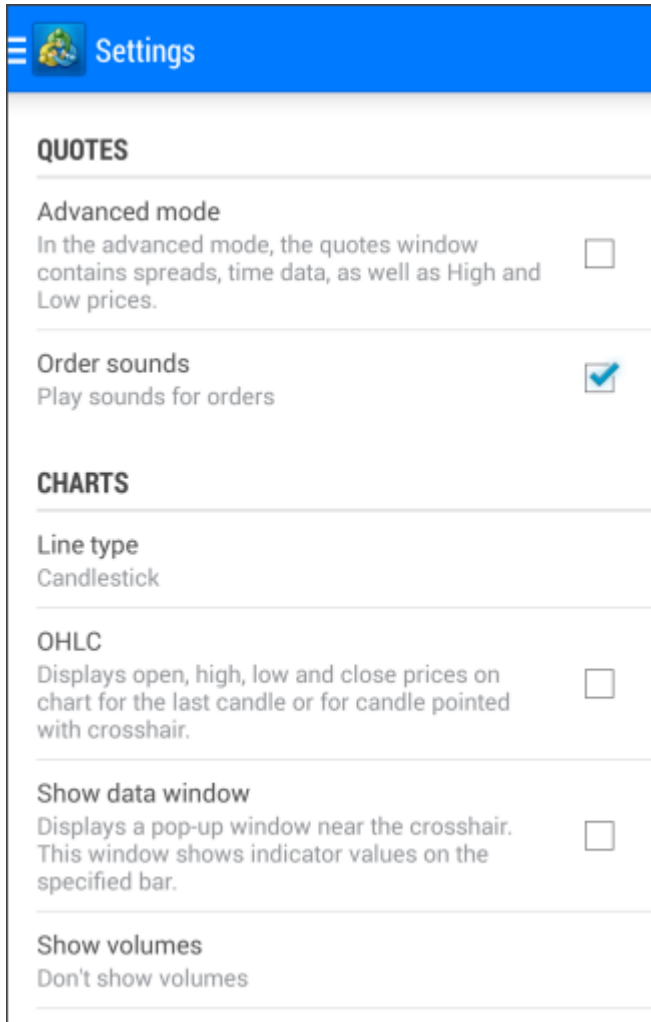 Settings
QUOTES
Advanced mode
In the advanced mode, the quotes window
contains spreads, time data, as well as High and
Low prices.
Order sounds
Play sounds for orders
CHARTS
Line type
Candlestick
OHLC
Displays open, high, low and close prices on
chart for the last candle or for candle pointed
with crosshair.
Show data window
Displays a pop-up window near the crosshair.
This window shows indicator values on the
specified bar.
Show volumes
Don't show volumes